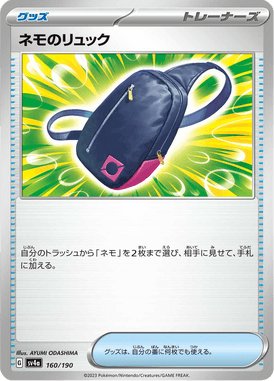 グッズ
トレーナーズ
ネモのリュック
自分のトラッシュから「ネモ」を2枚まで選び、相手に見せて、手札
に加える。
Illus. AYUMI ODASHIMA
G sv4a 160/190
©2023 Pokémon/Nintendo/Creatures/GAME FREAK.
グッズは、自分の番に何枚でも使える。